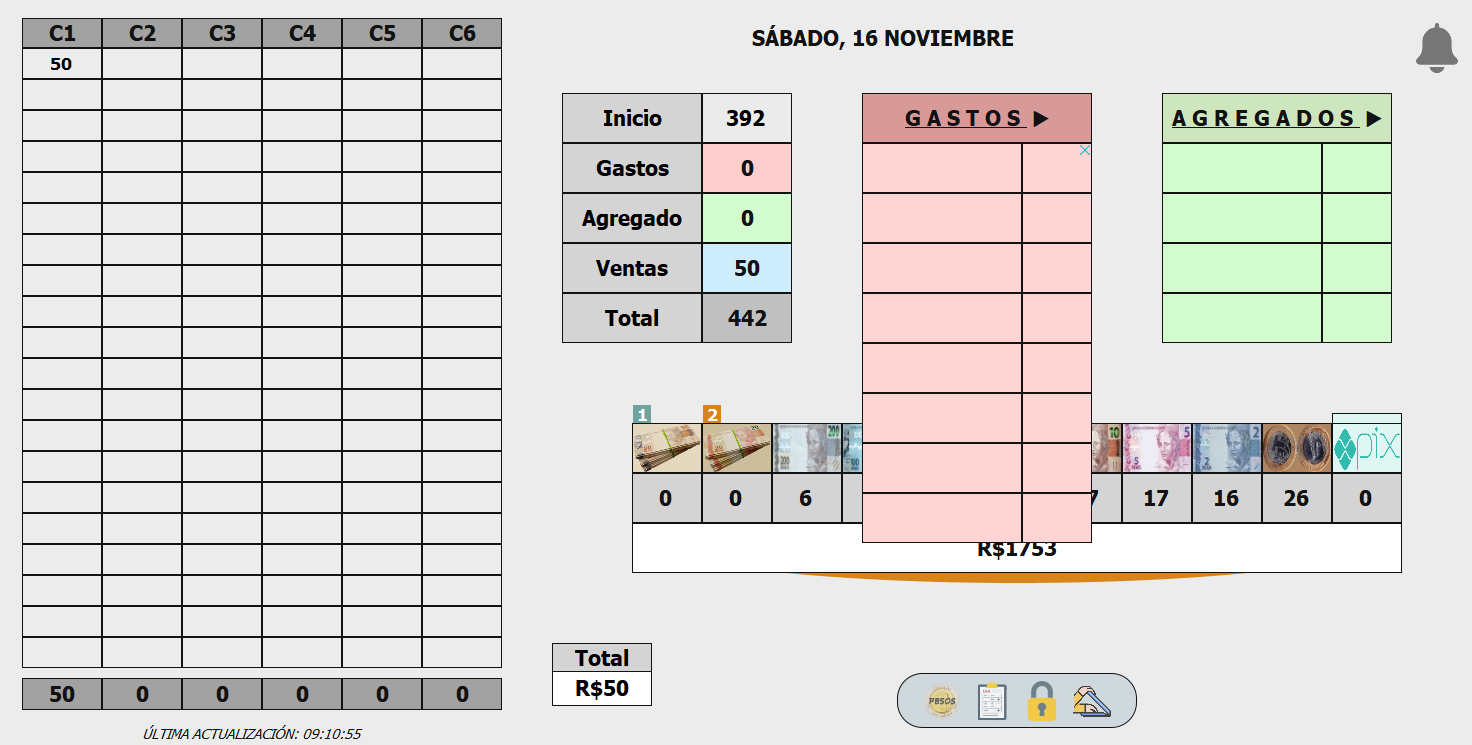 C1 C2 C3 C4 C5 C6
50
50 0 0 0 0 0
ÚLTIMA ACTUALIZACIÓN: 09:10:55
SÁBADO, 16 NOVIEMBRE
Inicio 392
Gastos 0
Agregado 0
Ventas 50
Total 442
GASTOS ►
AGREGADOS ►
1 2
200 100 10 5 2 pix
0 0 6 7 17 16 26 0
R$1753
Total
R$50
PESOS